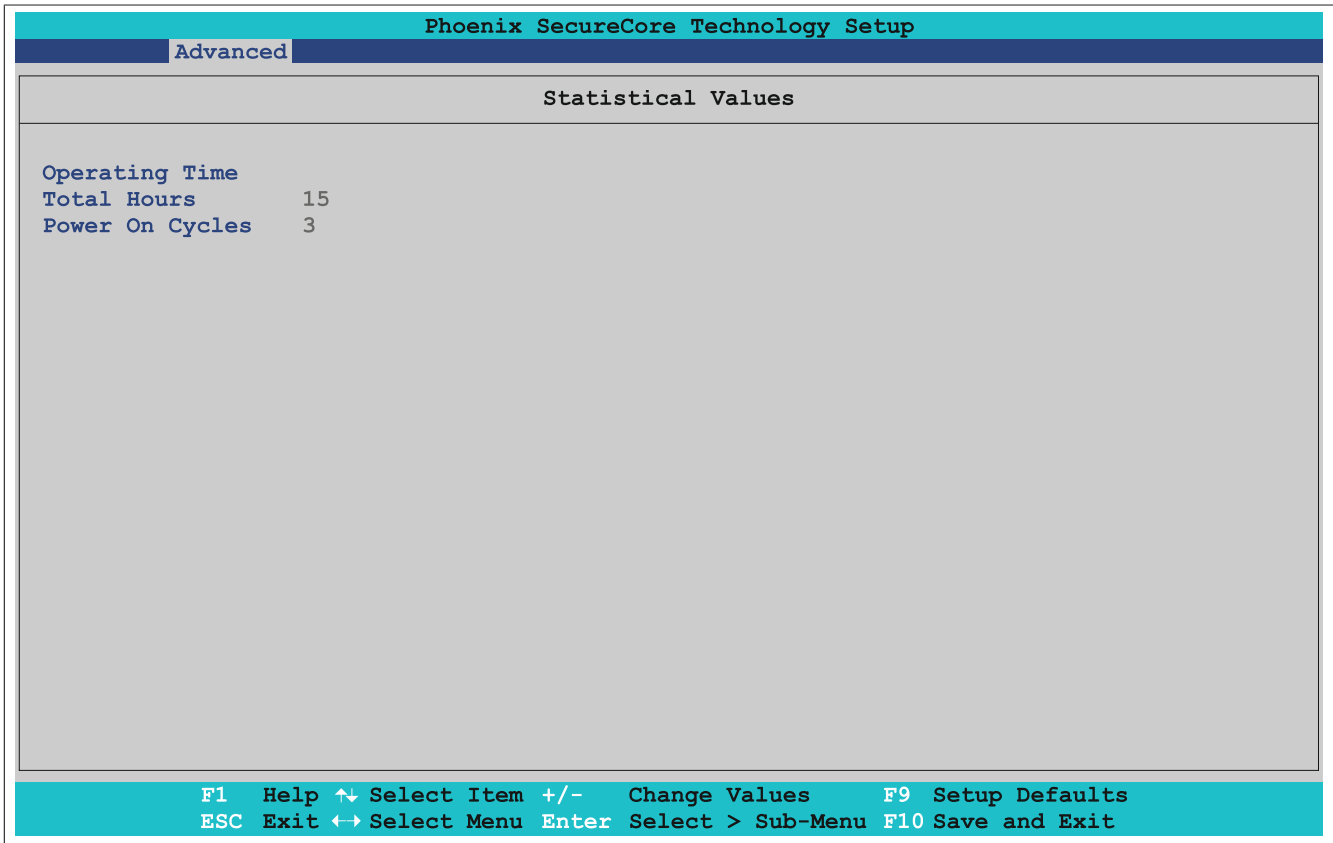 Phoenix SecureCore Technology Setup
Advanced
Statistical Values
Operating Time
Total Hours 15
Power On Cycles 3
F1 Help ↑↓ Select Item +/- Change Values F9 Setup Defaults
ESC Exit ←→ Select Menu Enter Select > Sub-Menu F10 Save and Exit